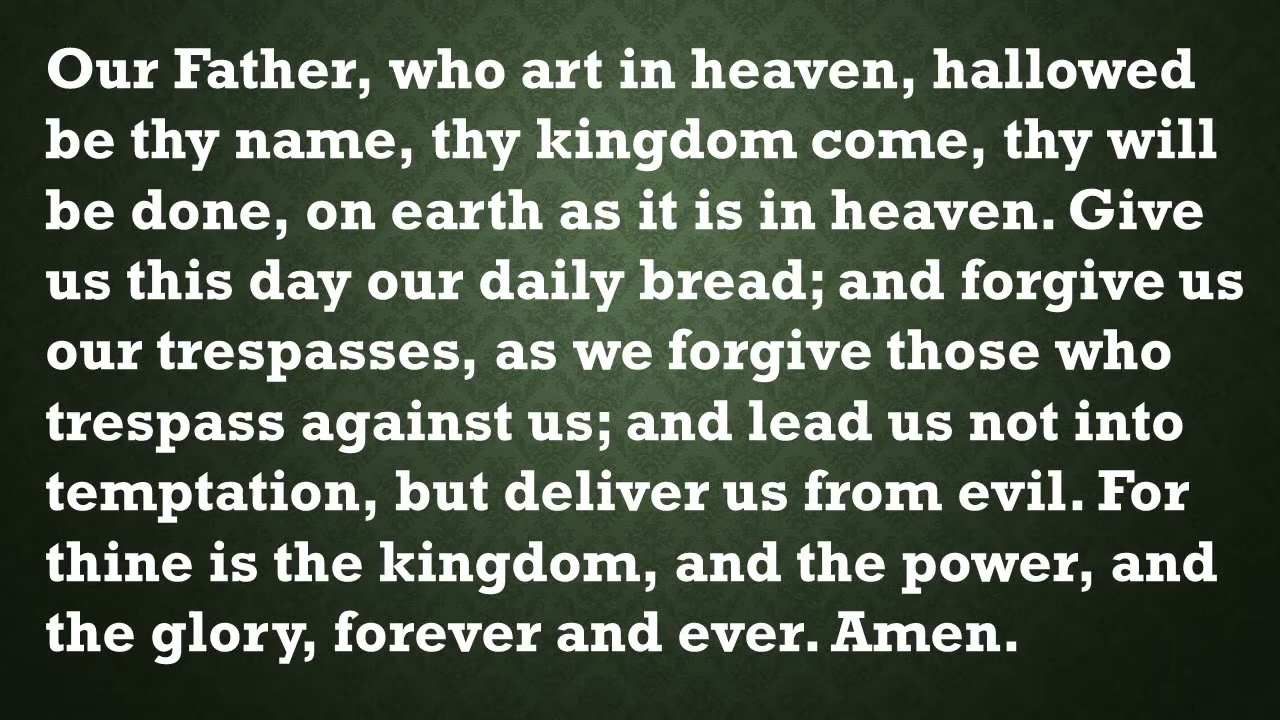 Our Father, who art in heaven, hallowed
be thy name, thy kingdom come, thy will
be done, on earth as it is in heaven. Give
us this day our daily bread; and forgive us
our trespasses, as we forgive those who
trespass against us; and lead us not into
temptation, but deliver us from evil. For
thine is the kingdom, and the power, and
the glory, forever and ever. Amen.